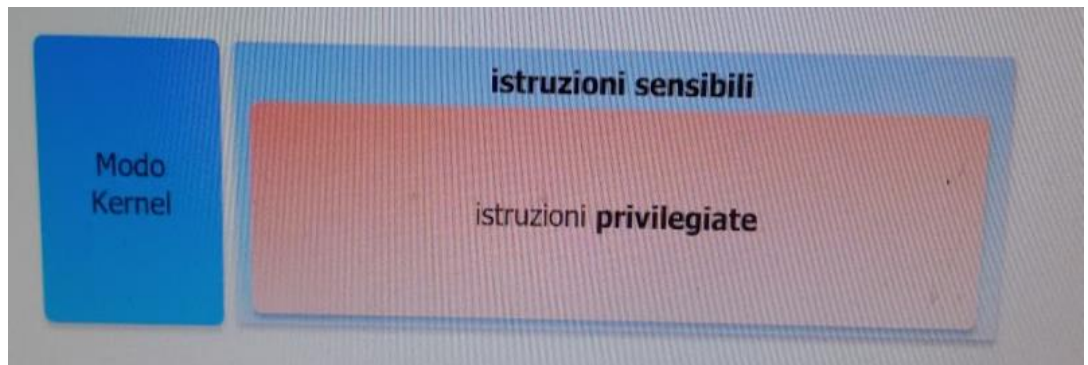 Modo
Kernel
istruzioni sensibili
istruzioni privilegiate